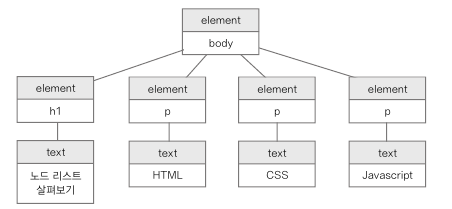 element
body
element
element
element
element
h1
p
p
p
text
text
text
text
노드 리스트
살펴보기
HTML
CSS
Javascript